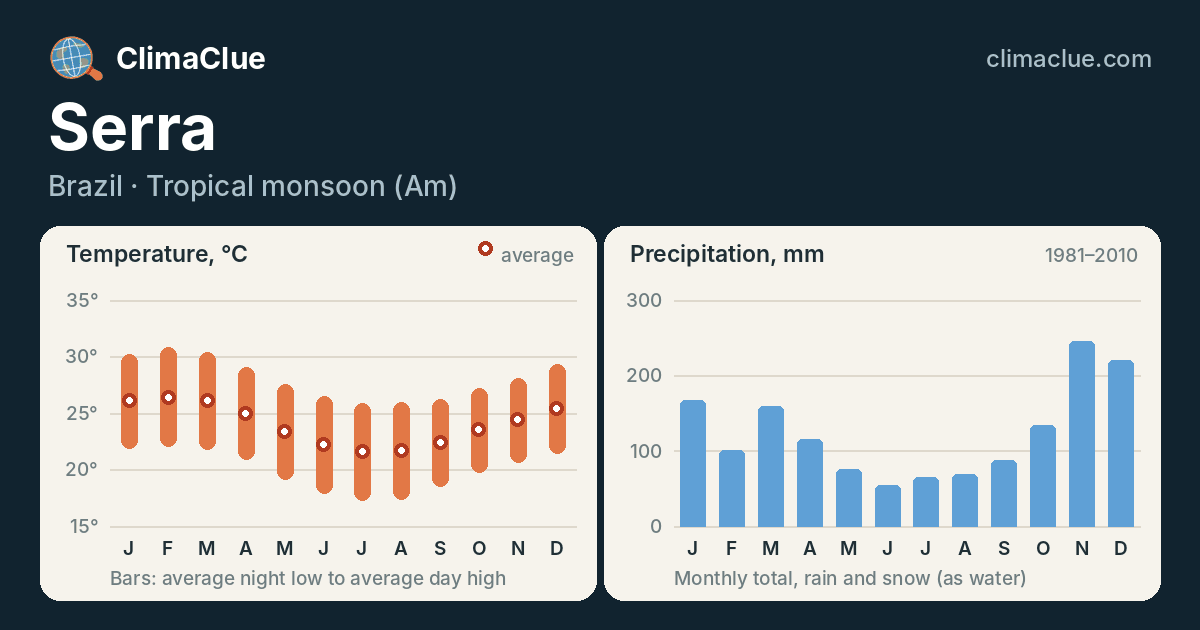 ClimaClue
climaclue.com
Serra
Brazil · Tropical monsoon (Am)
Temperature, °C
average
35°
30°
25°
20°
15°
J F M A M J J A S O N D
Bars: average night low to average day high
Precipitation, mm
1981–2010
300
200
100
0
J F M A M J J A S O N D
Monthly total, rain and snow (as water)